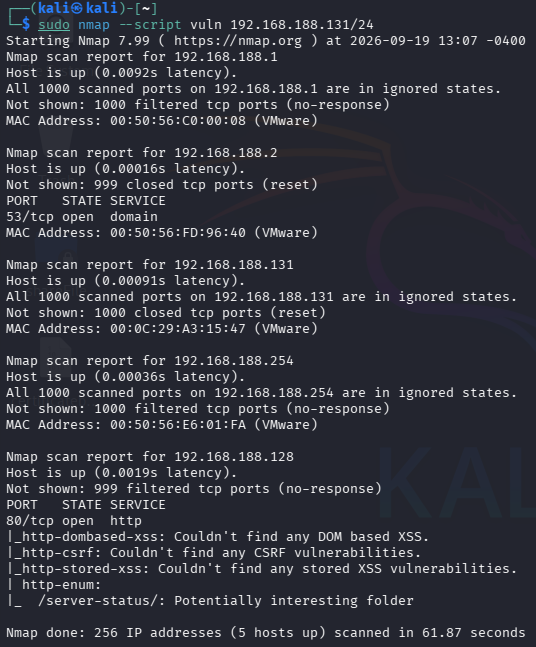 ┌──(kali㉿kali)-[~]
└─$ sudo nmap --script vuln 192.168.188.131/24
Starting Nmap 7.99 ( https://nmap.org ) at 2026-09-19 13:07 -0400
Nmap scan report for 192.168.188.1
Host is up (0.0092s latency).
All 1000 scanned ports on 192.168.188.1 are in ignored states.
Not shown: 1000 filtered tcp ports (no-response)
MAC Address: 00:50:56:C0:00:08 (VMware)

Nmap scan report for 192.168.188.2
Host is up (0.00016s latency).
Not shown: 999 closed tcp ports (reset)
PORT   STATE SERVICE
53/tcp open  domain
MAC Address: 00:50:56:FD:96:40 (VMware)

Nmap scan report for 192.168.188.131
Host is up (0.00091s latency).
All 1000 scanned ports on 192.168.188.131 are in ignored states.
Not shown: 1000 closed tcp ports (reset)
MAC Address: 00:0C:29:A3:15:47 (VMware)

Nmap scan report for 192.168.188.254
Host is up (0.00036s latency).
All 1000 scanned ports on 192.168.188.254 are in ignored states.
Not shown: 1000 filtered tcp ports (no-response)
MAC Address: 00:50:56:E6:01:FA (VMware)

Nmap scan report for 192.168.188.128
Host is up (0.0019s latency).
Not shown: 999 filtered tcp ports (no-response)
PORT   STATE SERVICE
80/tcp open  http
|_http-dombased-xss: Couldn't find any DOM based XSS.
|_http-csrf: Couldn't find any CSRF vulnerabilities.
|_http-stored-xss: Couldn't find any stored XSS vulnerabilities.
| http-enum:
|_  /server-status/: Potentially interesting folder

Nmap done: 256 IP addresses (5 hosts up) scanned in 61.87 seconds
KAL